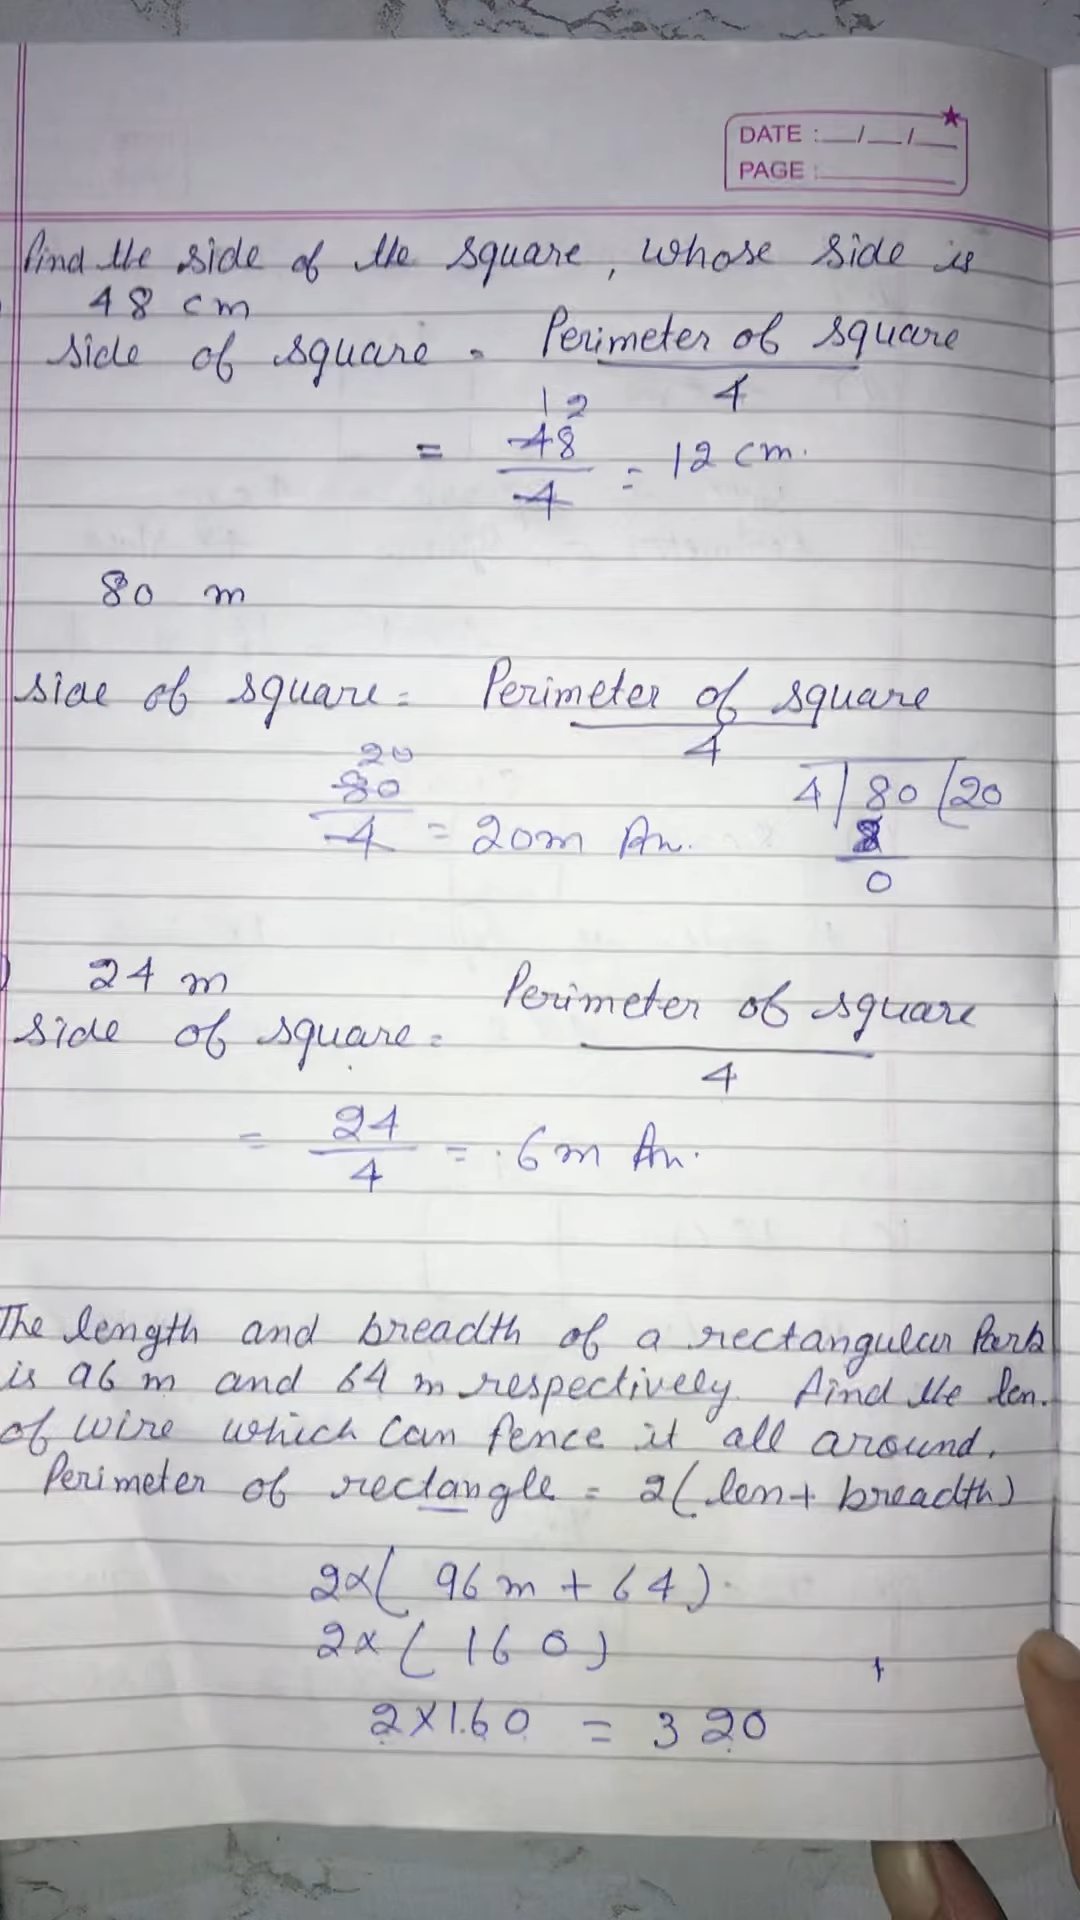 DATE : __/__/__
PAGE :
find the side of the square, whose side is
48 cm
side of square = Perimeter of square
4
12
= 48 = 12 cm.
4
80 m
side of square = Perimeter of square
4
20
80
4 = 20m An.
4) 80 (20
8
0
24 m
side of square = Perimeter of square
4
= 24 = 6m An.
4
The length and breadth of a rectangular Park
is 96 m and 64 m respectively. find the len.
of wire which can fence it all around.
Perimeter of rectangle = 2( len + breadth)
2x( 96m + 64)
2x ( 160)
2x160 = 320